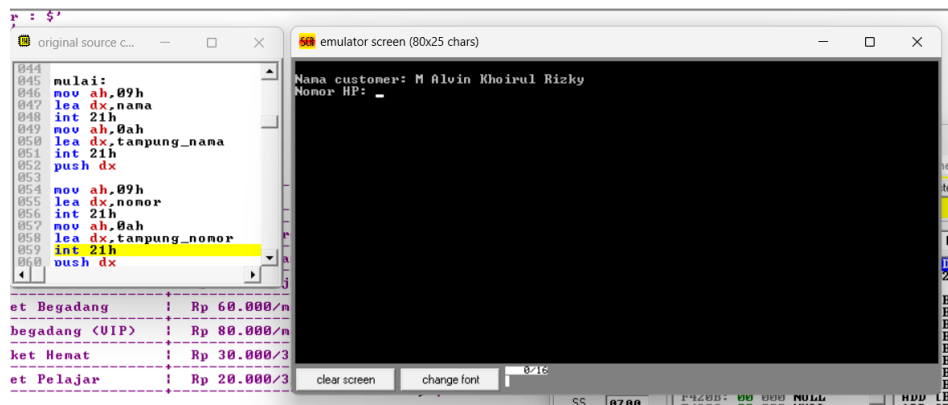 r : $'
original source c...
044
045 mulai:
046 mov ah,09h
047 lea dx,nama
048 int 21h
049 mov ah,0ah
050 lea dx,tampung_nama
051 int 21h
052 push dx
053
054 mov ah,09h
055 lea dx,nomor
056 int 21h
057 mov ah,0ah
058 lea dx,tampung_nomor
059 int 21h
060 push dx
emulator screen (80x25 chars)
Nama customer: M Alvin Khoirul Rizky
Nomor HP: _
clear screen
change font
0/16
et Begadang ¦ Rp 60.000/m
begadang (VIP) ¦ Rp 80.000/m
ket Hemat ¦ Rp 30.000/3
et Pelajar ¦ Rp 20.000/3
SS 0700
F420B: 00 000 NULL
ADD